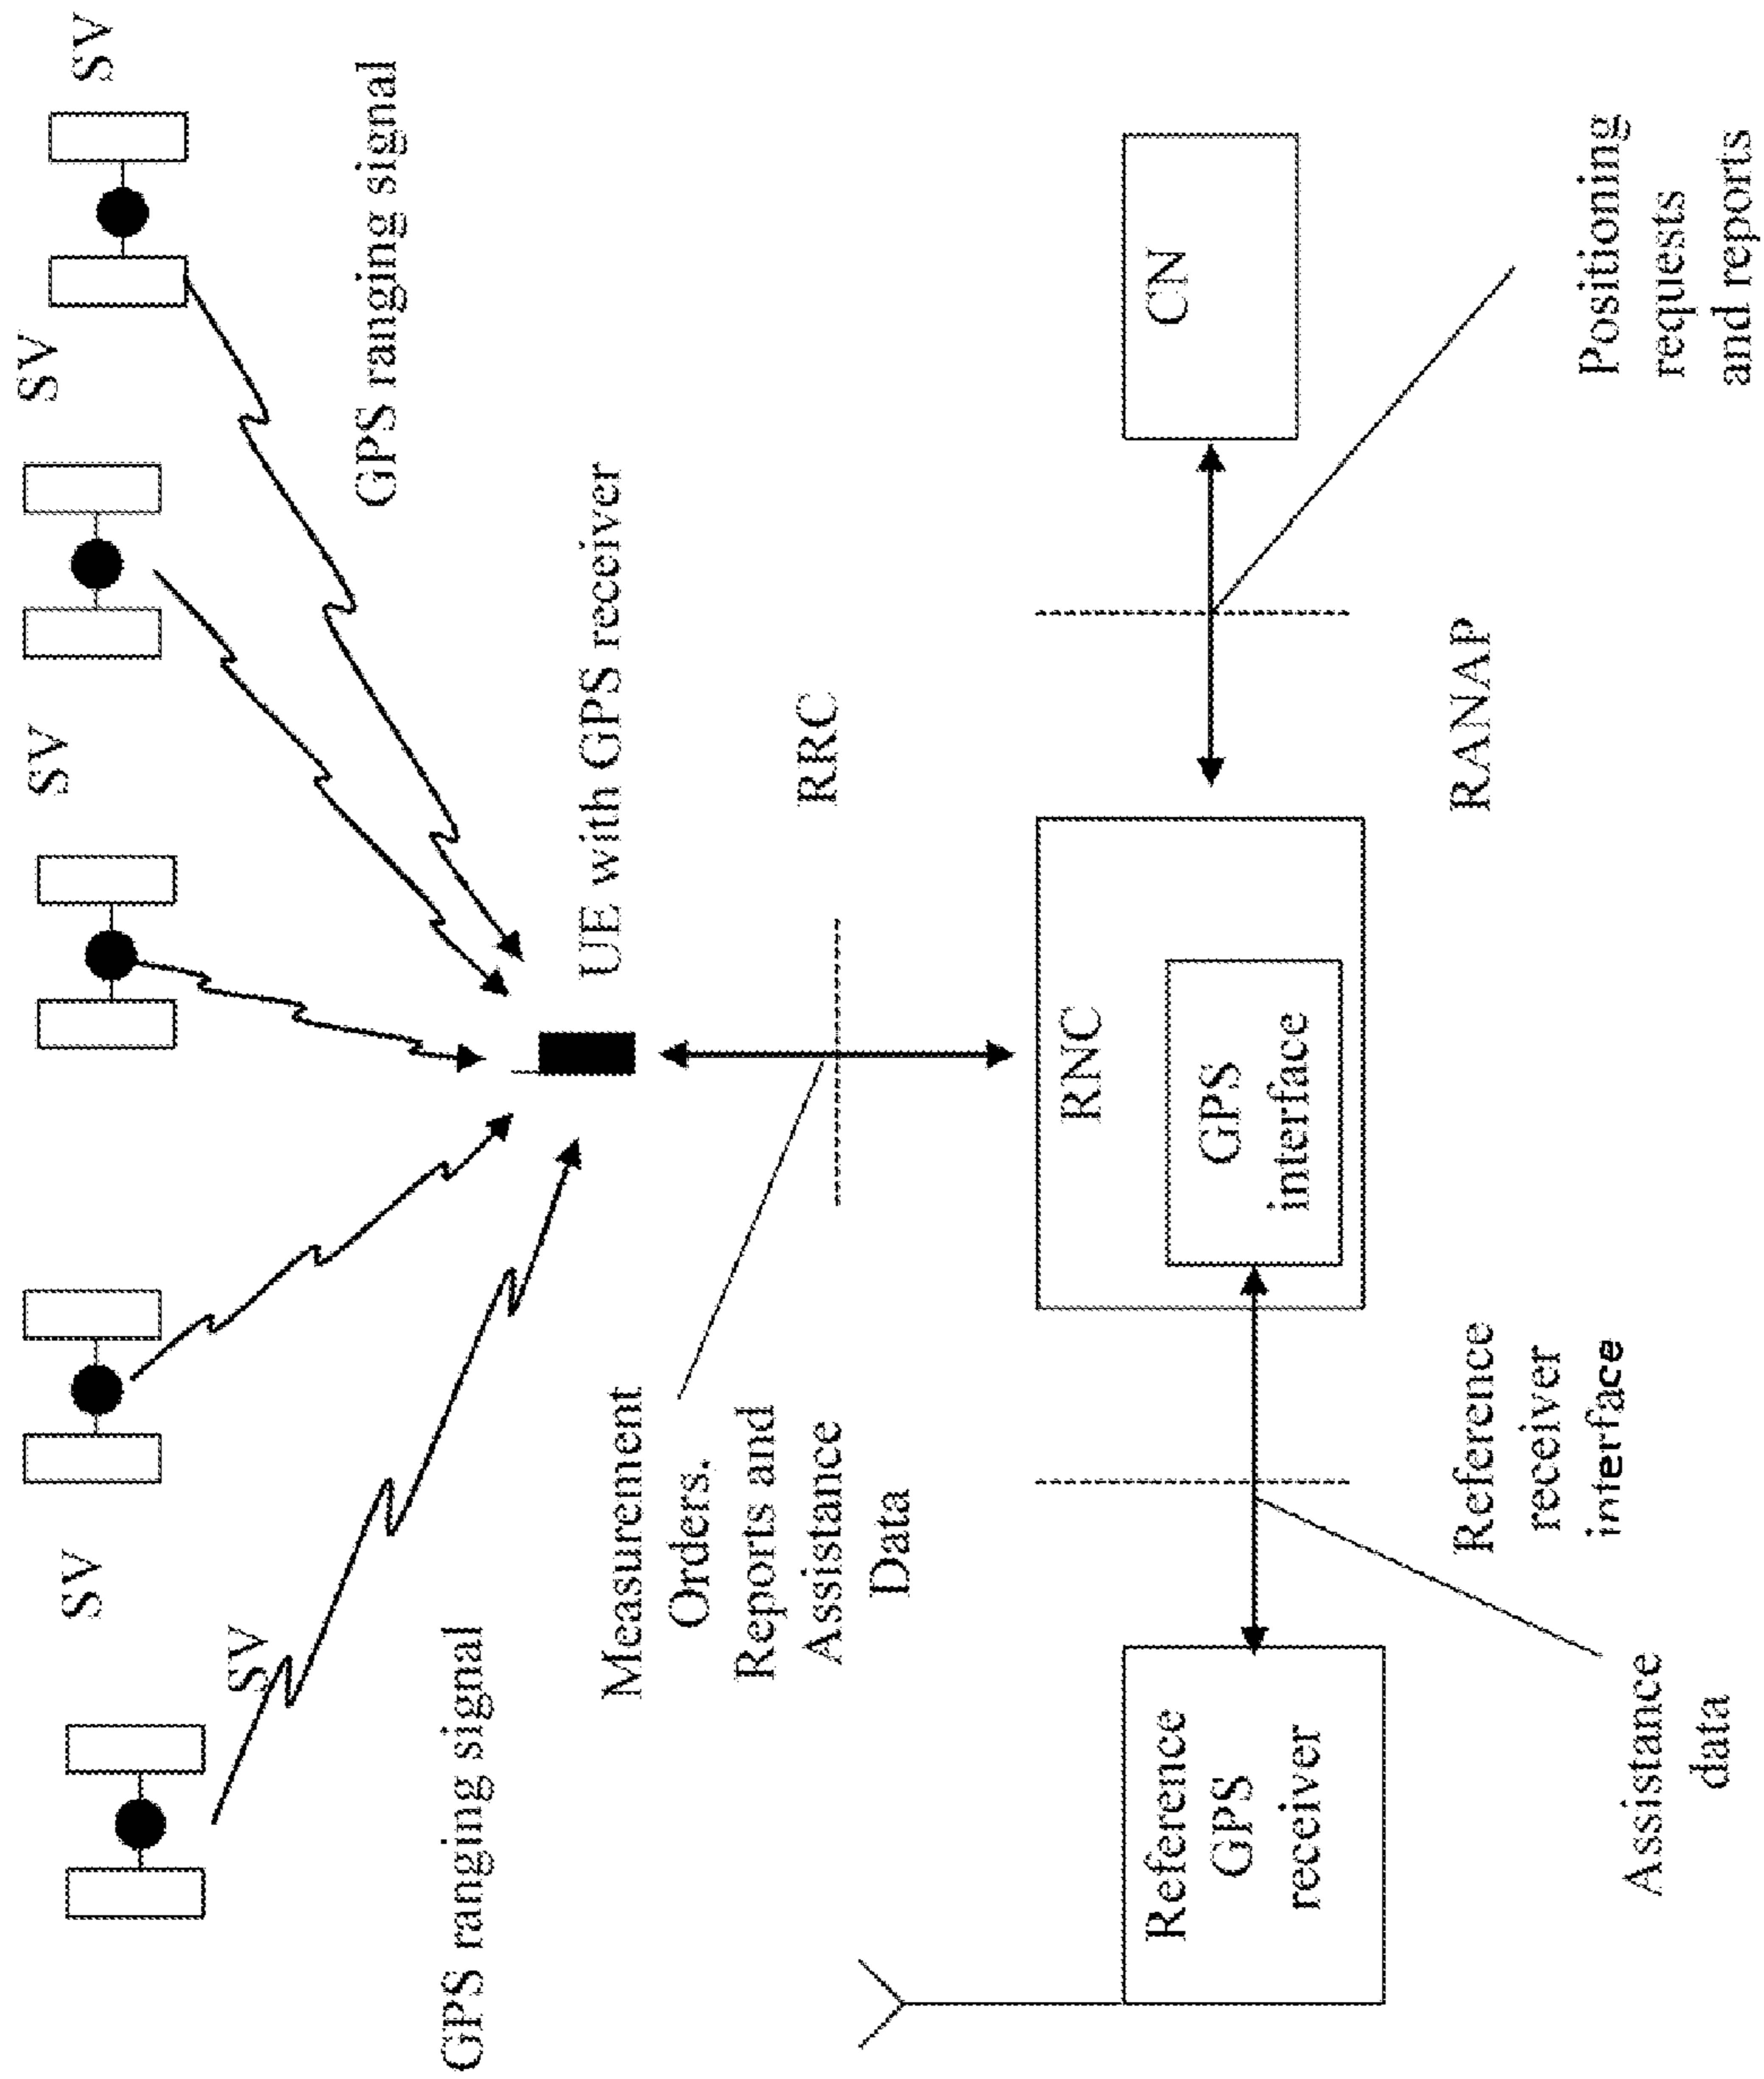 SV
SV
SV
SV
SV
GPS ranging signal
GPS ranging signal
UE with GPS receiver
Measurement
Orders,
Reports and
Assistance
Data
RRC
Reference
GPS
receiver
RNC
GPS
interface
CN
Reference
receiver
interface
RANAP
Assistance
data
Positioning
requests
and reports